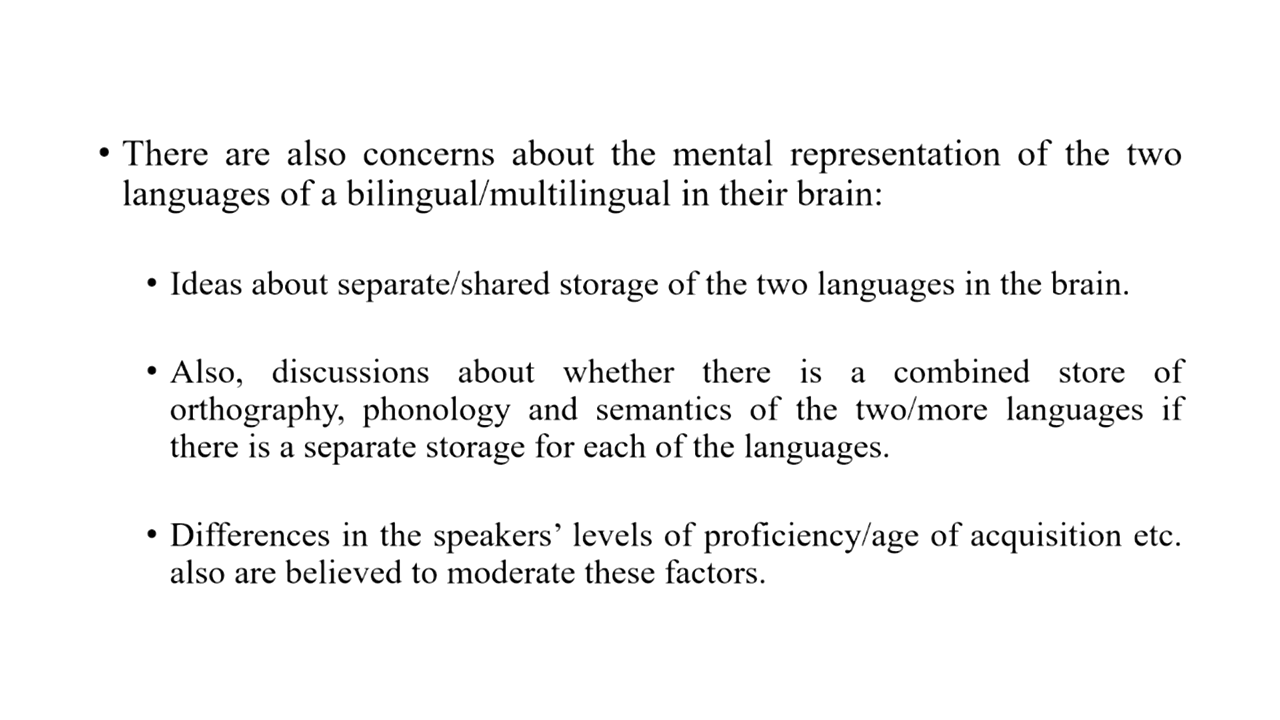 • There are also concerns about the mental representation of the two
languages of a bilingual/multilingual in their brain:
• Ideas about separate/shared storage of the two languages in the brain.
• Also, discussions about whether there is a combined store of
orthography, phonology and semantics of the two/more languages if
there is a separate storage for each of the languages.
• Differences in the speakers’ levels of proficiency/age of acquisition etc.
also are believed to moderate these factors.